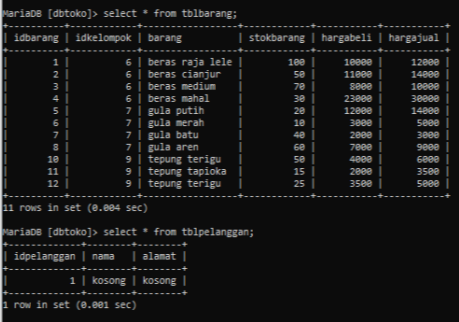 MariaDB [dbtoko]> select * from tblbarang;
+----------+------------+----------------+------------+-----------+-----------+
| idbarang | idkelompok | barang         | stokbarang | hargabeli | hargajual |
+----------+------------+----------------+------------+-----------+-----------+
|        1 |          6 | beras raja lele |        100 |     10000 |     12000 |
|        2 |          6 | beras cianjur  |         50 |     11000 |     14000 |
|        3 |          6 | beras medium   |         70 |      8000 |     10000 |
|        4 |          6 | beras mahal    |         30 |     23000 |     30000 |
|        5 |          7 | gula putih     |         20 |     12000 |     14000 |
|        6 |          7 | gula merah     |         10 |      3000 |      5000 |
|        7 |          7 | gula batu      |         40 |      2000 |      3000 |
|        8 |          7 | gula aren      |         60 |      7000 |      9000 |
|       10 |          9 | tepung terigu  |         50 |      4000 |      6000 |
|       11 |          9 | tepung tapioka |         15 |      2000 |      3500 |
|       12 |          9 | tepung terigu  |         25 |      3500 |      5000 |
+----------+------------+----------------+------------+-----------+-----------+
11 rows in set (0.004 sec)
MariaDB [dbtoko]> select * from tblpelanggan;
+-------------+--------+--------+
| idpelanggan | nama   | alamat |
+-------------+--------+--------+
|           1 | kosong | kosong |
+-------------+--------+--------+
1 row in set (0.001 sec)